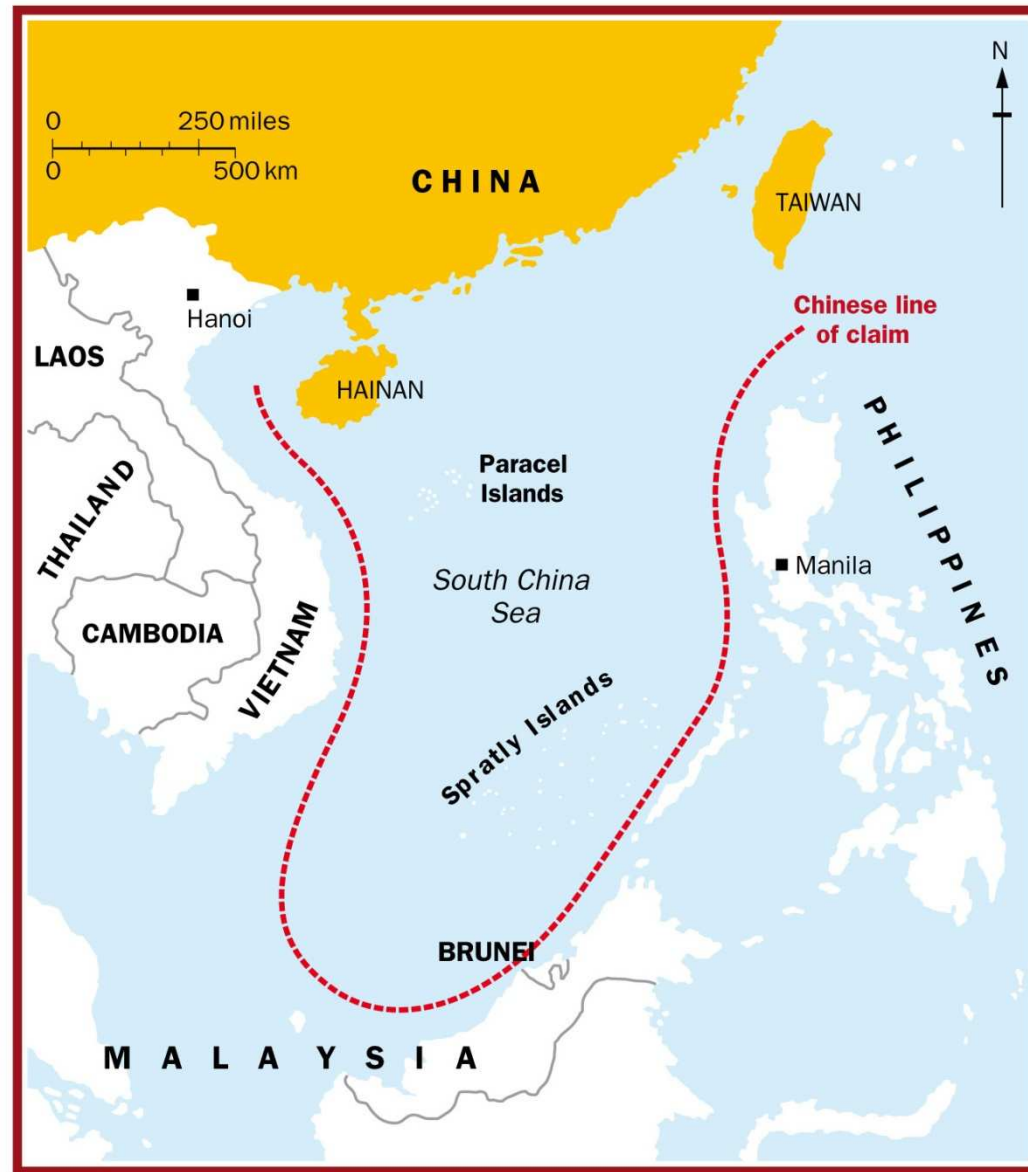 N
0 250 miles
0 500 km
CHINA
TAIWAN
Hanoi
Chinese line
of claim
LAOS
HAINAN
PHILIPPINES
Paracel
Islands
THAILAND
Manila
South China
Sea
CAMBODIA
VIETNAM
Spratly Islands
BRUNEI
MALAYSIA